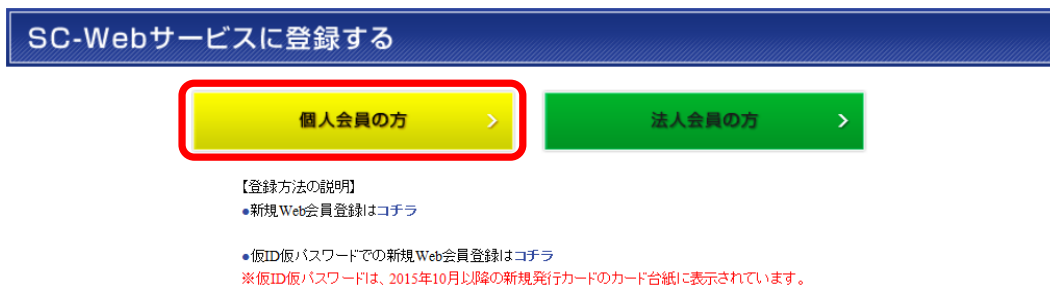 SC-Webサービスに登録する
個人会員の方 >
法人会員の方 >
【登録方法の説明】
●新規Web会員登録はコチラ
●仮ID仮パスワードでの新規Web会員登録はコチラ
※仮ID仮パスワードは、2015年10月以降の新規発行カードのカード台紙に表示されています。